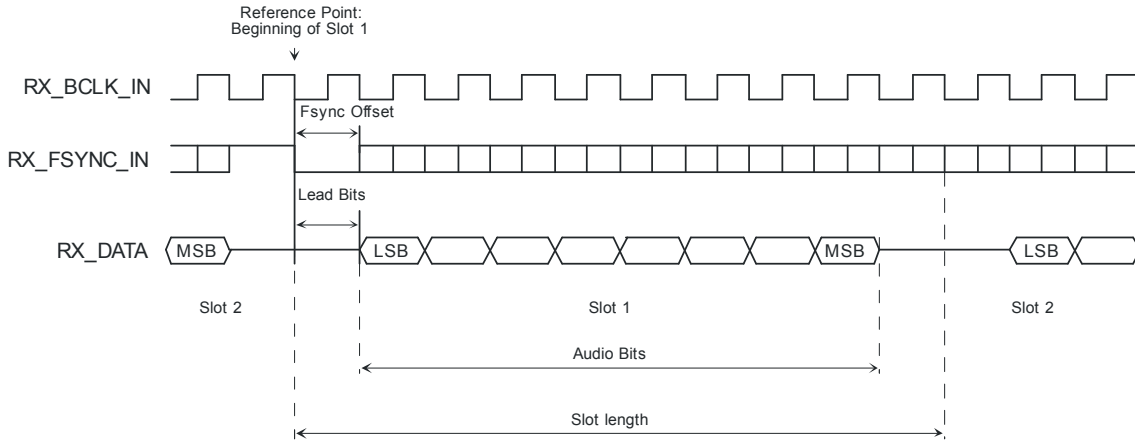 Reference Point:
Beginning of Slot 1
RX_BCLK_IN
Fsync Offset
RX_FSYNC_IN
Lead Bits
RX_DATA
MSB
LSB
MSB
LSB
Slot 2
Slot 1
Slot 2
Audio Bits
Slot length